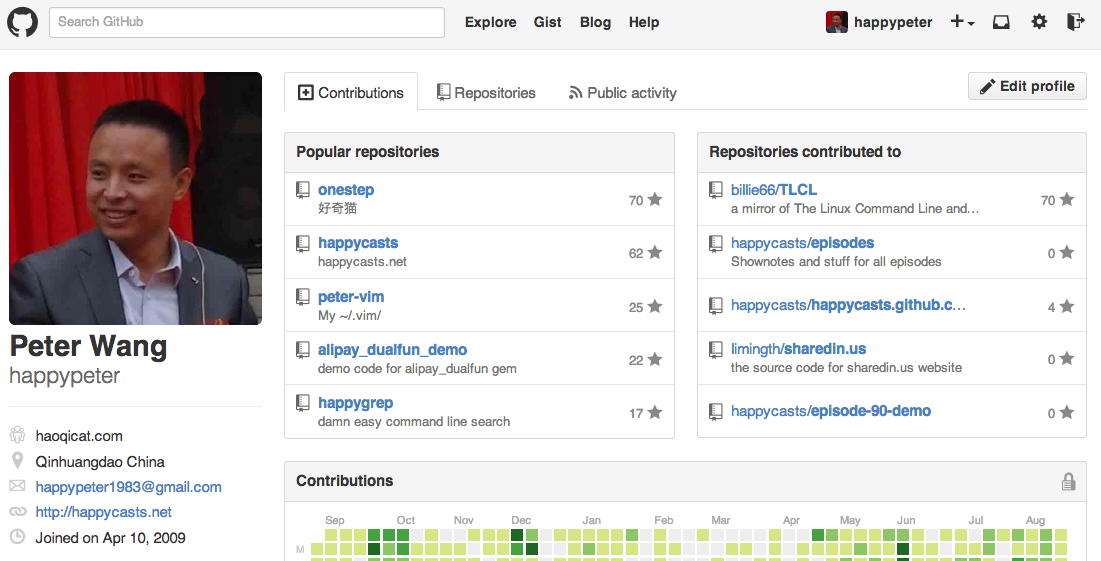 Search GitHub
Explore Gist Blog Help
happypeter
Contributions Repositories Public activity
Edit profile
Peter Wang
happypeter
haoqicat.com
Qinhuangdao China
happypeter1983@gmail.com
http://happycasts.net
Joined on Apr 10, 2009
Popular repositories
onestep
好奇猫
70
happycasts
happycasts.net
62
peter-vim
My ~/.vim/
25
alipay_dualfun_demo
demo code for alipay_dualfun gem
22
happygrep
damn easy command line search
17
Repositories contributed to
billie66/TLCL
a mirror of The Linux Command Line and…
70
happycasts/episodes
Shownotes and stuff for all episodes
0
happycasts/happycasts.github.c…
4
limingth/sharedin.us
the source code for sharedin.us website
0
happycasts/episode-90-demo
0
Contributions
Sep Oct Nov Dec Jan Feb Mar Apr May Jun Jul Aug
M